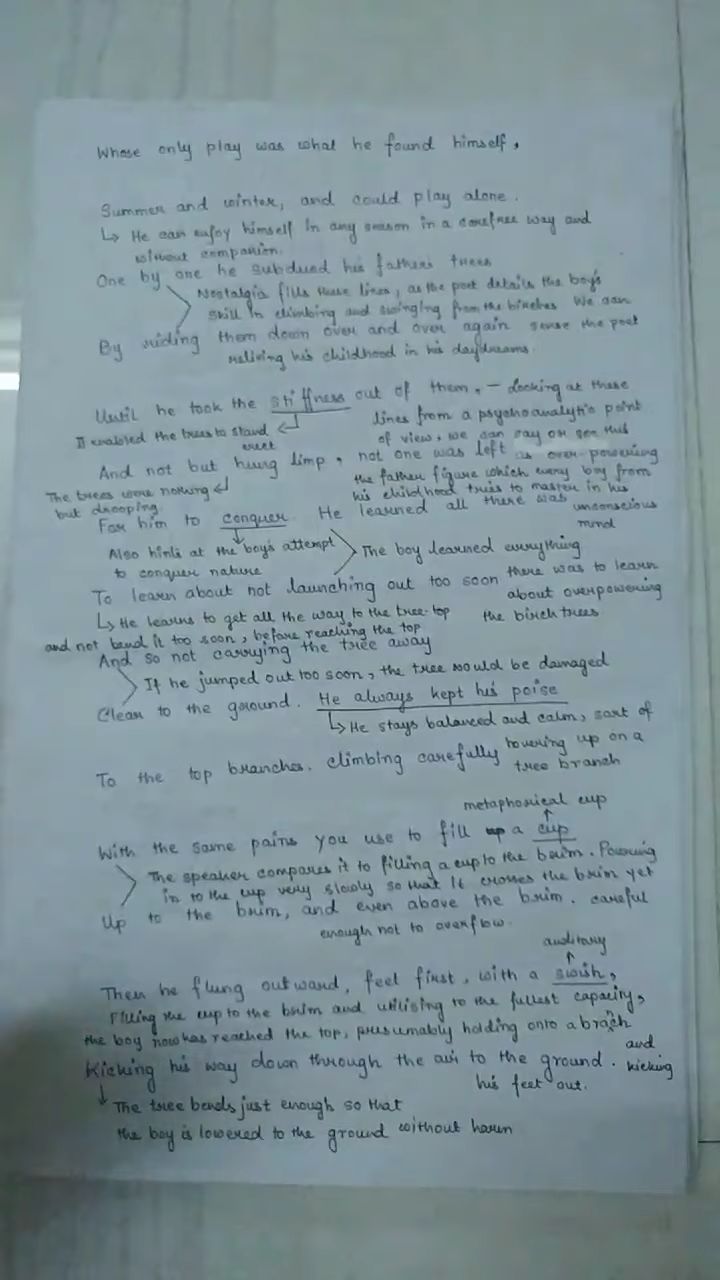 Whose only play was what he found himself,
Summer and winter, and could play alone.
↳ He can enjoy himself in any season in a carefree way and
without companion.
One by one he subdued his fathers trees
Nostalgia fills these lines, as the poet details the boy's
skill in climbing and swinging from the birches We can
By riding them down over and over again sense the poet
reliving his childhood in his daydreams.
Until he took the stiffness out of them, — Looking at these
lines from a psychoanalytic point
It enabled the trees to stand
erect
of view, we can say or see this
And not but hung limp, not one was left as over-powering
the father figure which every boy from
The trees were nothing
but drooping
his childhood tries to master in his
For him to conquer. He learned all there was unconscious
mind
Also hints at the boy's attempt
to conquer nature
The boy learned everything
To learn about not launching out too soon there was to learn
about overpowering
↳ He learns to get all the way to the tree-top the birch trees
and not bend it too soon, before reaching the top
And so not carrying the tree away
If he jumped out too soon, the tree would be damaged
Clear to the ground. He always kept his poise
↳ He stays balanced and calm, sort of
To the top branches. climbing carefully hovering up on a
tree branch
metaphorical cup
With the same pains you use to fill a cup
The speaker compares it to filling a cup to the brim. Pouring
in to the cup very slowly so that it crosses the brim yet
Up to the brim, and even above the brim. careful
enough not to overflow.
auditory
Then he flung outward, feet first, with a swish,
Filling the cup to the brim and utilising to the fullest capacity,
the boy now has reached the top, presumably holding onto a brach
and
Kicking his way down through the air to the ground. kicking
his feet out.
The tree bends just enough so that
the boy is lowered to the ground without harm